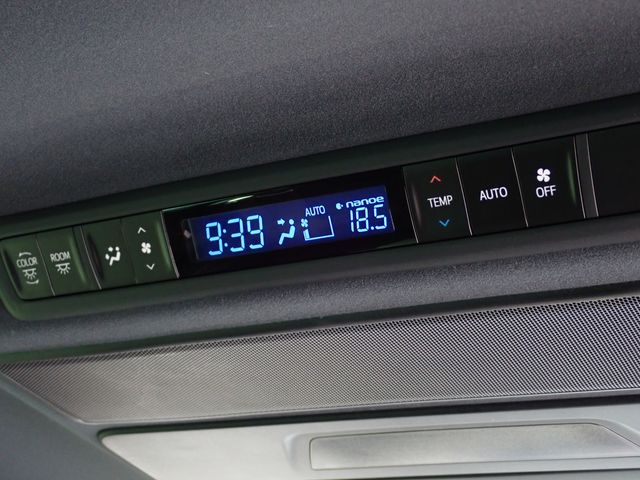 COLOR
ROOM
9:39
AUTO
nanoe
18.5
TEMP
AUTO
OFF